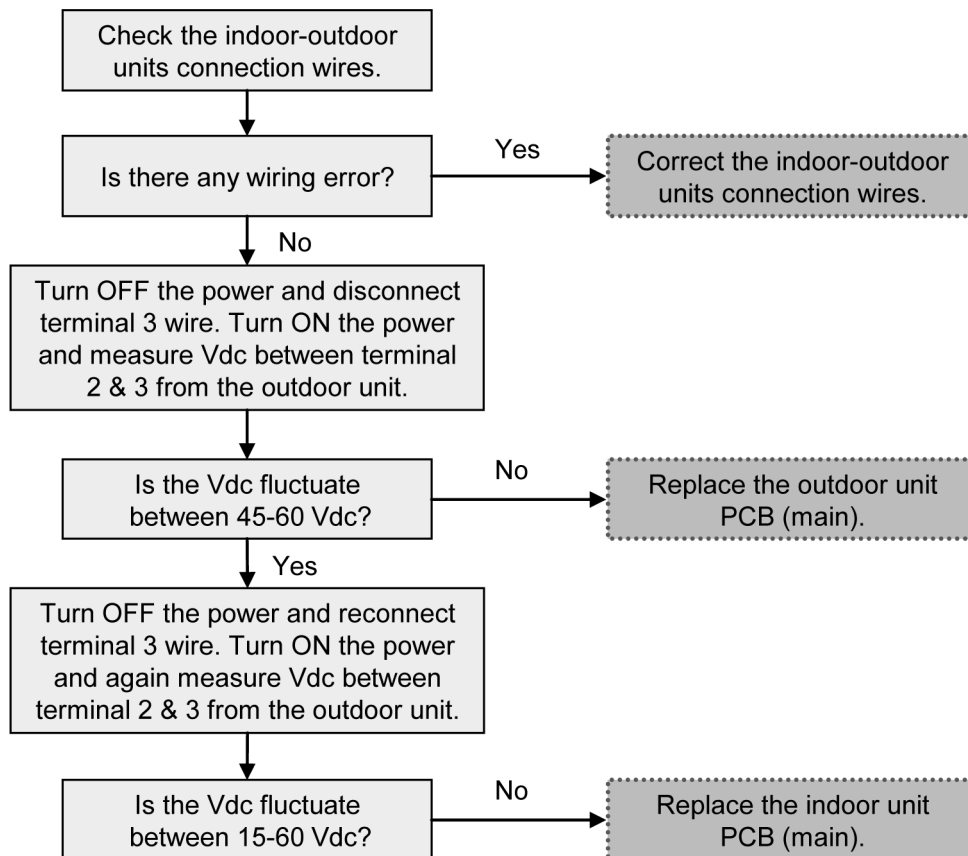 Check the indoor-outdoor
units connection wires.
Is there any wiring error?
Yes
Correct the indoor-outdoor
units connection wires.
No
Turn OFF the power and disconnect
terminal 3 wire. Turn ON the power
and measure Vdc between terminal
2 & 3 from the outdoor unit.
Is the Vdc fluctuate
between 45-60 Vdc?
No
Replace the outdoor unit
PCB (main).
Yes
Turn OFF the power and reconnect
terminal 3 wire. Turn ON the power
and again measure Vdc between
terminal 2 & 3 from the outdoor unit.
Is the Vdc fluctuate
between 15-60 Vdc?
No
Replace the indoor unit
PCB (main).